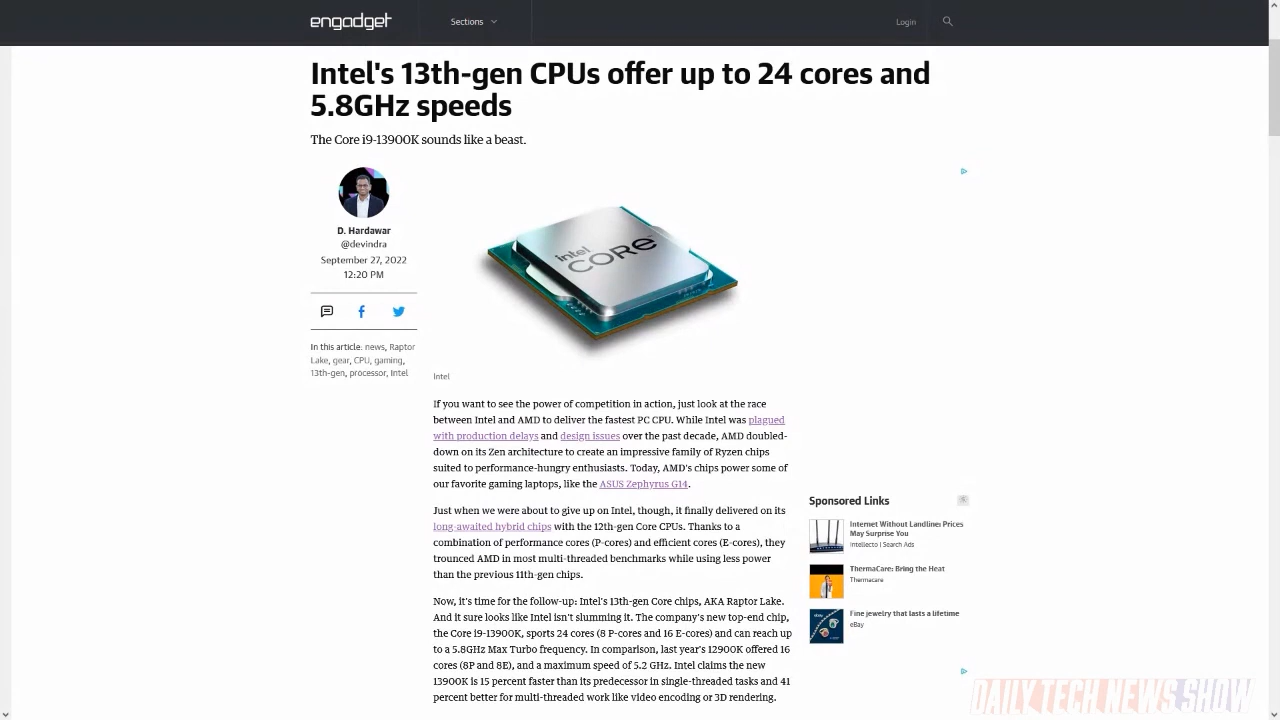 engadget
Sections
Login
Intel's 13th-gen CPUs offer up to 24 cores and
5.8GHz speeds
The Core i9-13900K sounds like a beast.
D. Hardawar
@devindra
September 27, 2022
12:20 PM
In this article: news, Raptor
Lake, gear, CPU, gaming,
13th-gen, processor, Intel
intel
CORE
Intel
If you want to see the power of competition in action, just look at the race
between Intel and AMD to deliver the fastest PC CPU. While Intel was plagued
with production delays and design issues over the past decade, AMD doubled-
down on its Zen architecture to create an impressive family of Ryzen chips
suited to performance-hungry enthusiasts. Today, AMD's chips power some of
our favorite gaming laptops, like the ASUS Zephyrus G14.
Just when we were about to give up on Intel, though, it finally delivered on its
long-awaited hybrid chips with the 12th-gen Core CPUs. Thanks to a
combination of performance cores (P-cores) and efficient cores (E-cores), they
trounced AMD in most multi-threaded benchmarks while using less power
than the previous 11th-gen chips.
Now, it's time for the follow-up: Intel's 13th-gen Core chips, AKA Raptor Lake.
And it sure looks like Intel isn't slumming it. The company's new top-end chip,
the Core i9-13900K, sports 24 cores (8 P-cores and 16 E-cores) and can reach up
to a 5.8GHz Max Turbo frequency. In comparison, last year's 12900K offered 16
cores (8P and 8E), and a maximum speed of 5.2 GHz. Intel claims the new
13900K is 15 percent faster than its predecessor in single-threaded tasks and 41
percent better for multi-threaded work like video encoding or 3D rendering.
Sponsored Links
Internet Without Landline: Prices
May Surprise You
Intellecto | Search Ads
ThermaCare: Bring the Heat
Thermacare
Fine jewelry that lasts a lifetime
eBay
DAILY TECH NEWS SHOW